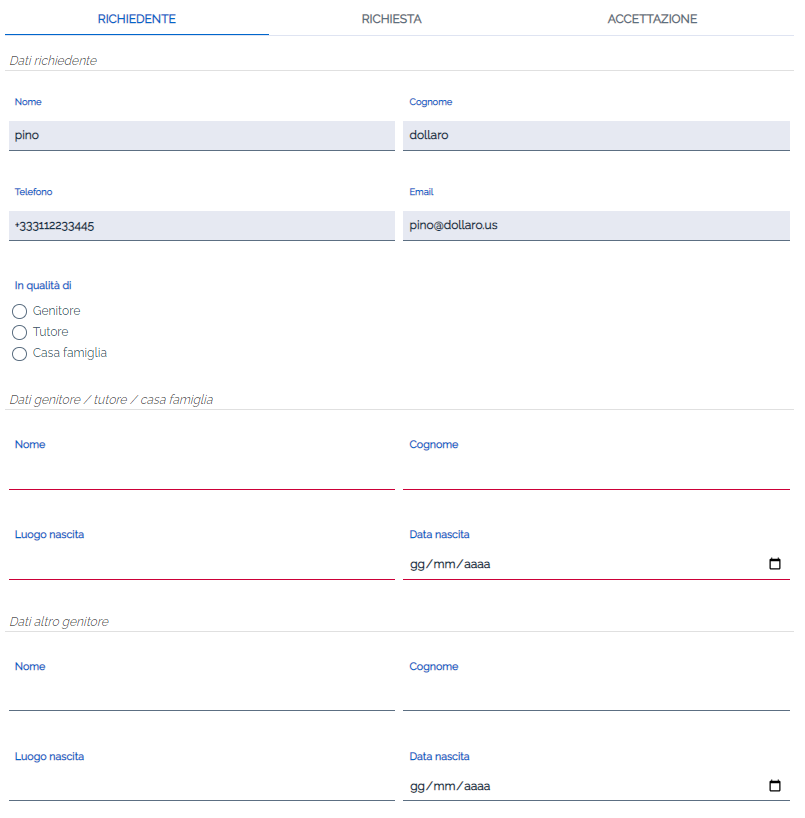 RICHIEDENTE RICHIESTA ACCETTAZIONE
Dati richiedente
Nome Cognome
pino dollaro
Telefono Email
+333112233445 pino@dollaro.us
In qualità di
Genitore
Tutore
Casa famiglia
Dati genitore / tutore / casa famiglia
Nome Cognome
Luogo nascita Data nascita
gg/mm/aaaa
Dati altro genitore
Nome Cognome
Luogo nascita Data nascita
gg/mm/aaaa